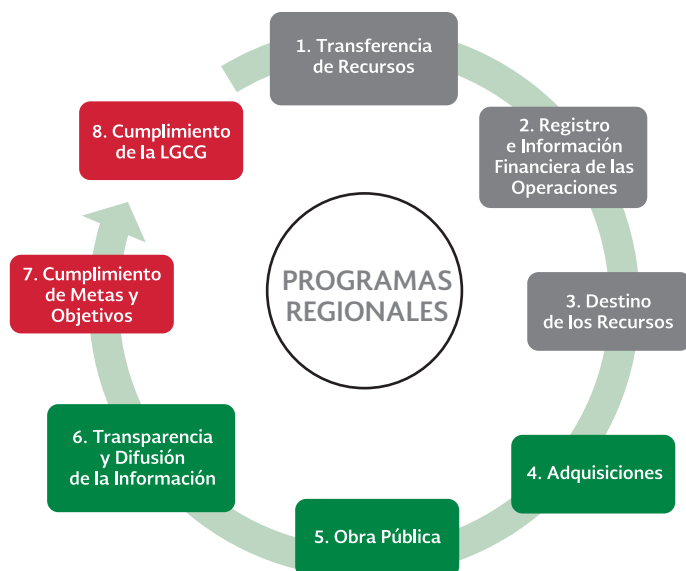 1. Transferencia
de Recursos
2. Registro
e Información
Financiera de las
Operaciones
3. Destino
de los Recursos
4. Adquisiciones
5. Obra Pública
6. Transparencia
y Difusión
de la Información
7. Cumplimiento
de Metas y
Objetivos
8. Cumplimiento
de la LGCG
PROGRAMAS
REGIONALES